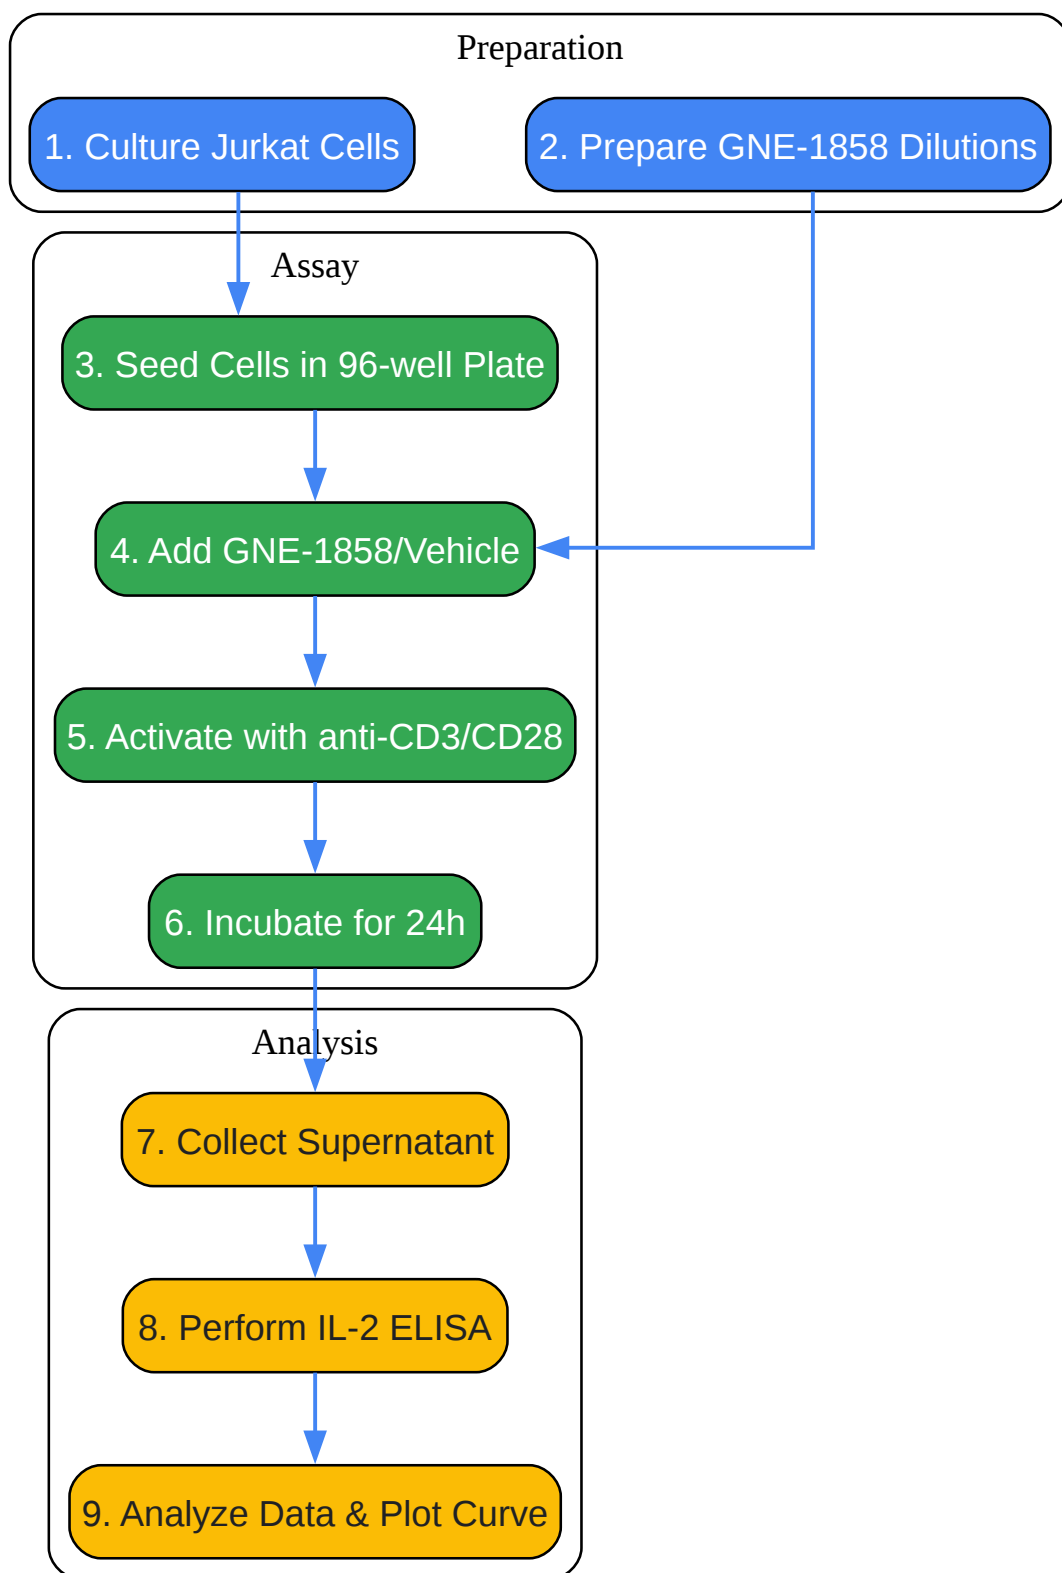 Preparation
1. Culture Jurkat Cells
2. Prepare GNE-1858 Dilutions
Assay
3. Seed Cells in 96-well Plate
4. Add GNE-1858/Vehicle
5. Activate with anti-CD3/CD28
6. Incubate for 24h
Analysis
7. Collect Supernatant
8. Perform IL-2 ELISA
9. Analyze Data & Plot Curve